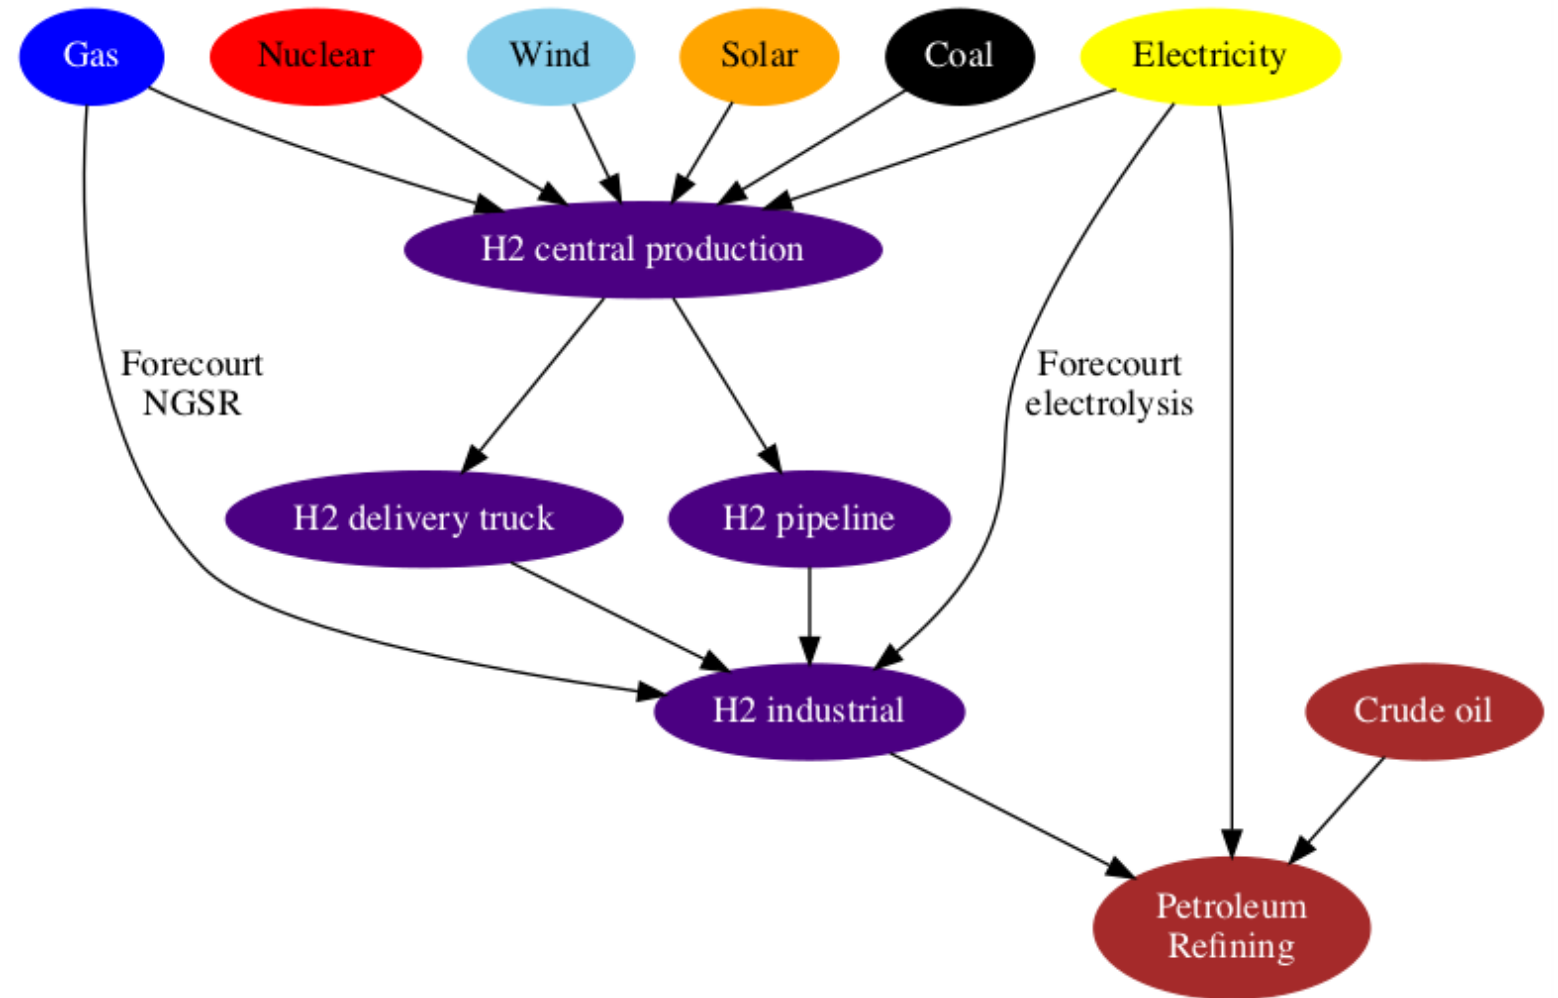 Gas
Nuclear
Wind
Solar
Coal
Electricity
H2 central production
Forecourt
NGSR
Forecourt
electrolysis
H2 delivery truck
H2 pipeline
H2 industrial
Crude oil
Petroleum
Refining